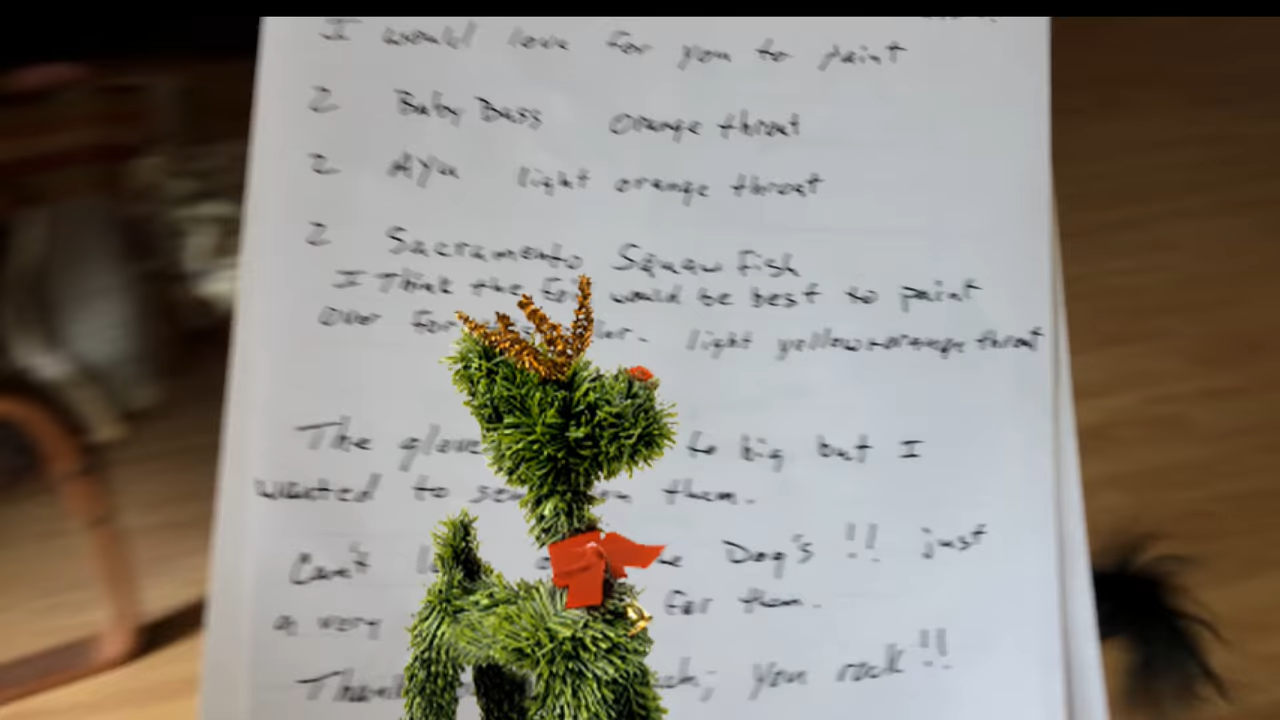 I would love for you to paint
2 Baby Bass orange throat
2 Ayu light orange throat
2 Sacramento Squaw Fish
I Think the would be best to paint
over for light yellow-orange throat
The to big but I
wanted to them.
Can't Dog's !! just
a very for them.
you rock!!